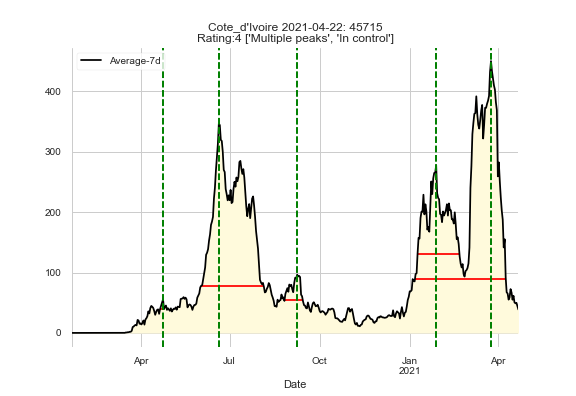 Cote_d'Ivoire 2021-04-22: 45715
Rating:4 ['Multiple peaks', 'In control']
Average-7d
400
300
200
100
0
Apr
Jul
Oct
Jan
2021
Apr
Date